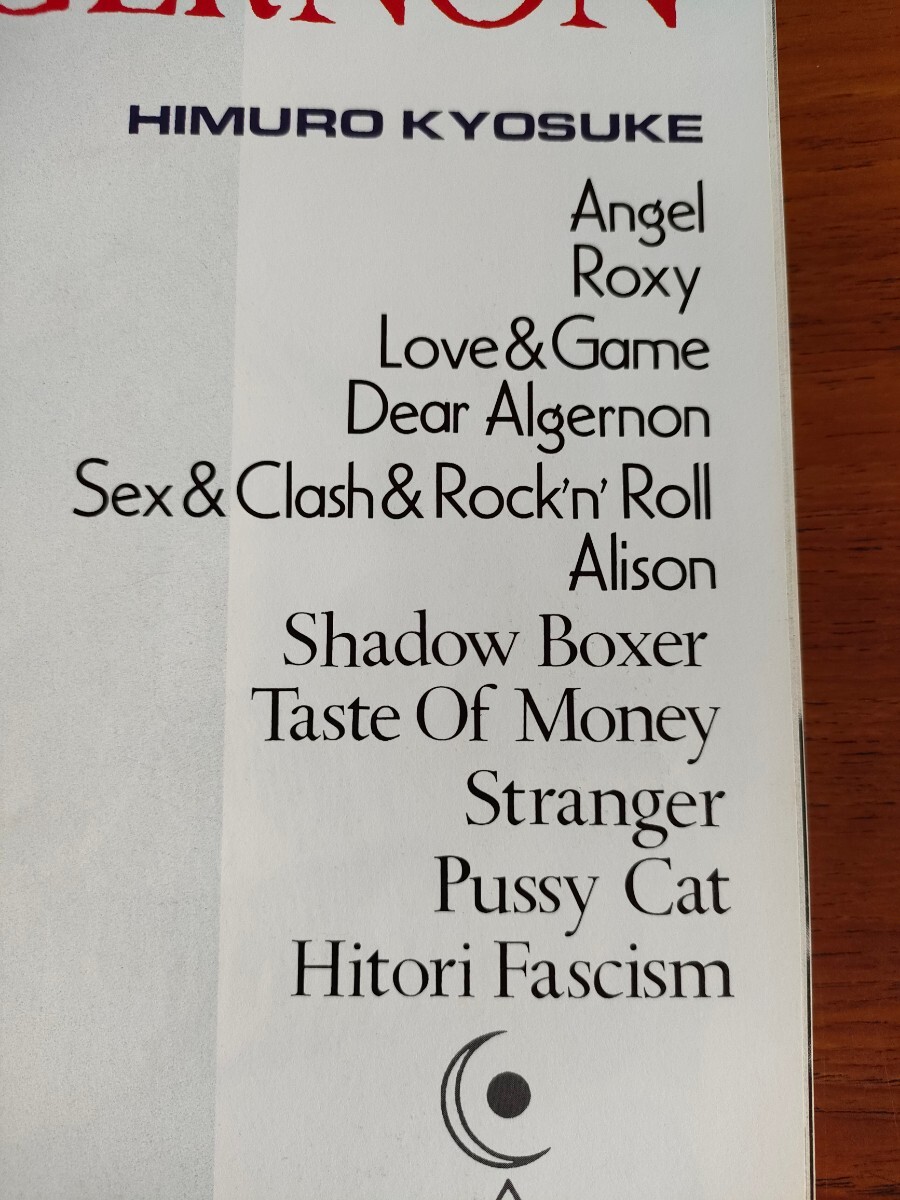 GERNON
HIMURO KYOSUKE
Angel
Roxy
Love&Game
Dear Algernon
Sex&Clash&Rock'n' Roll
Alison
Shadow Boxer
Taste Of Money
Stranger
Pussy Cat
Hitori Fascism